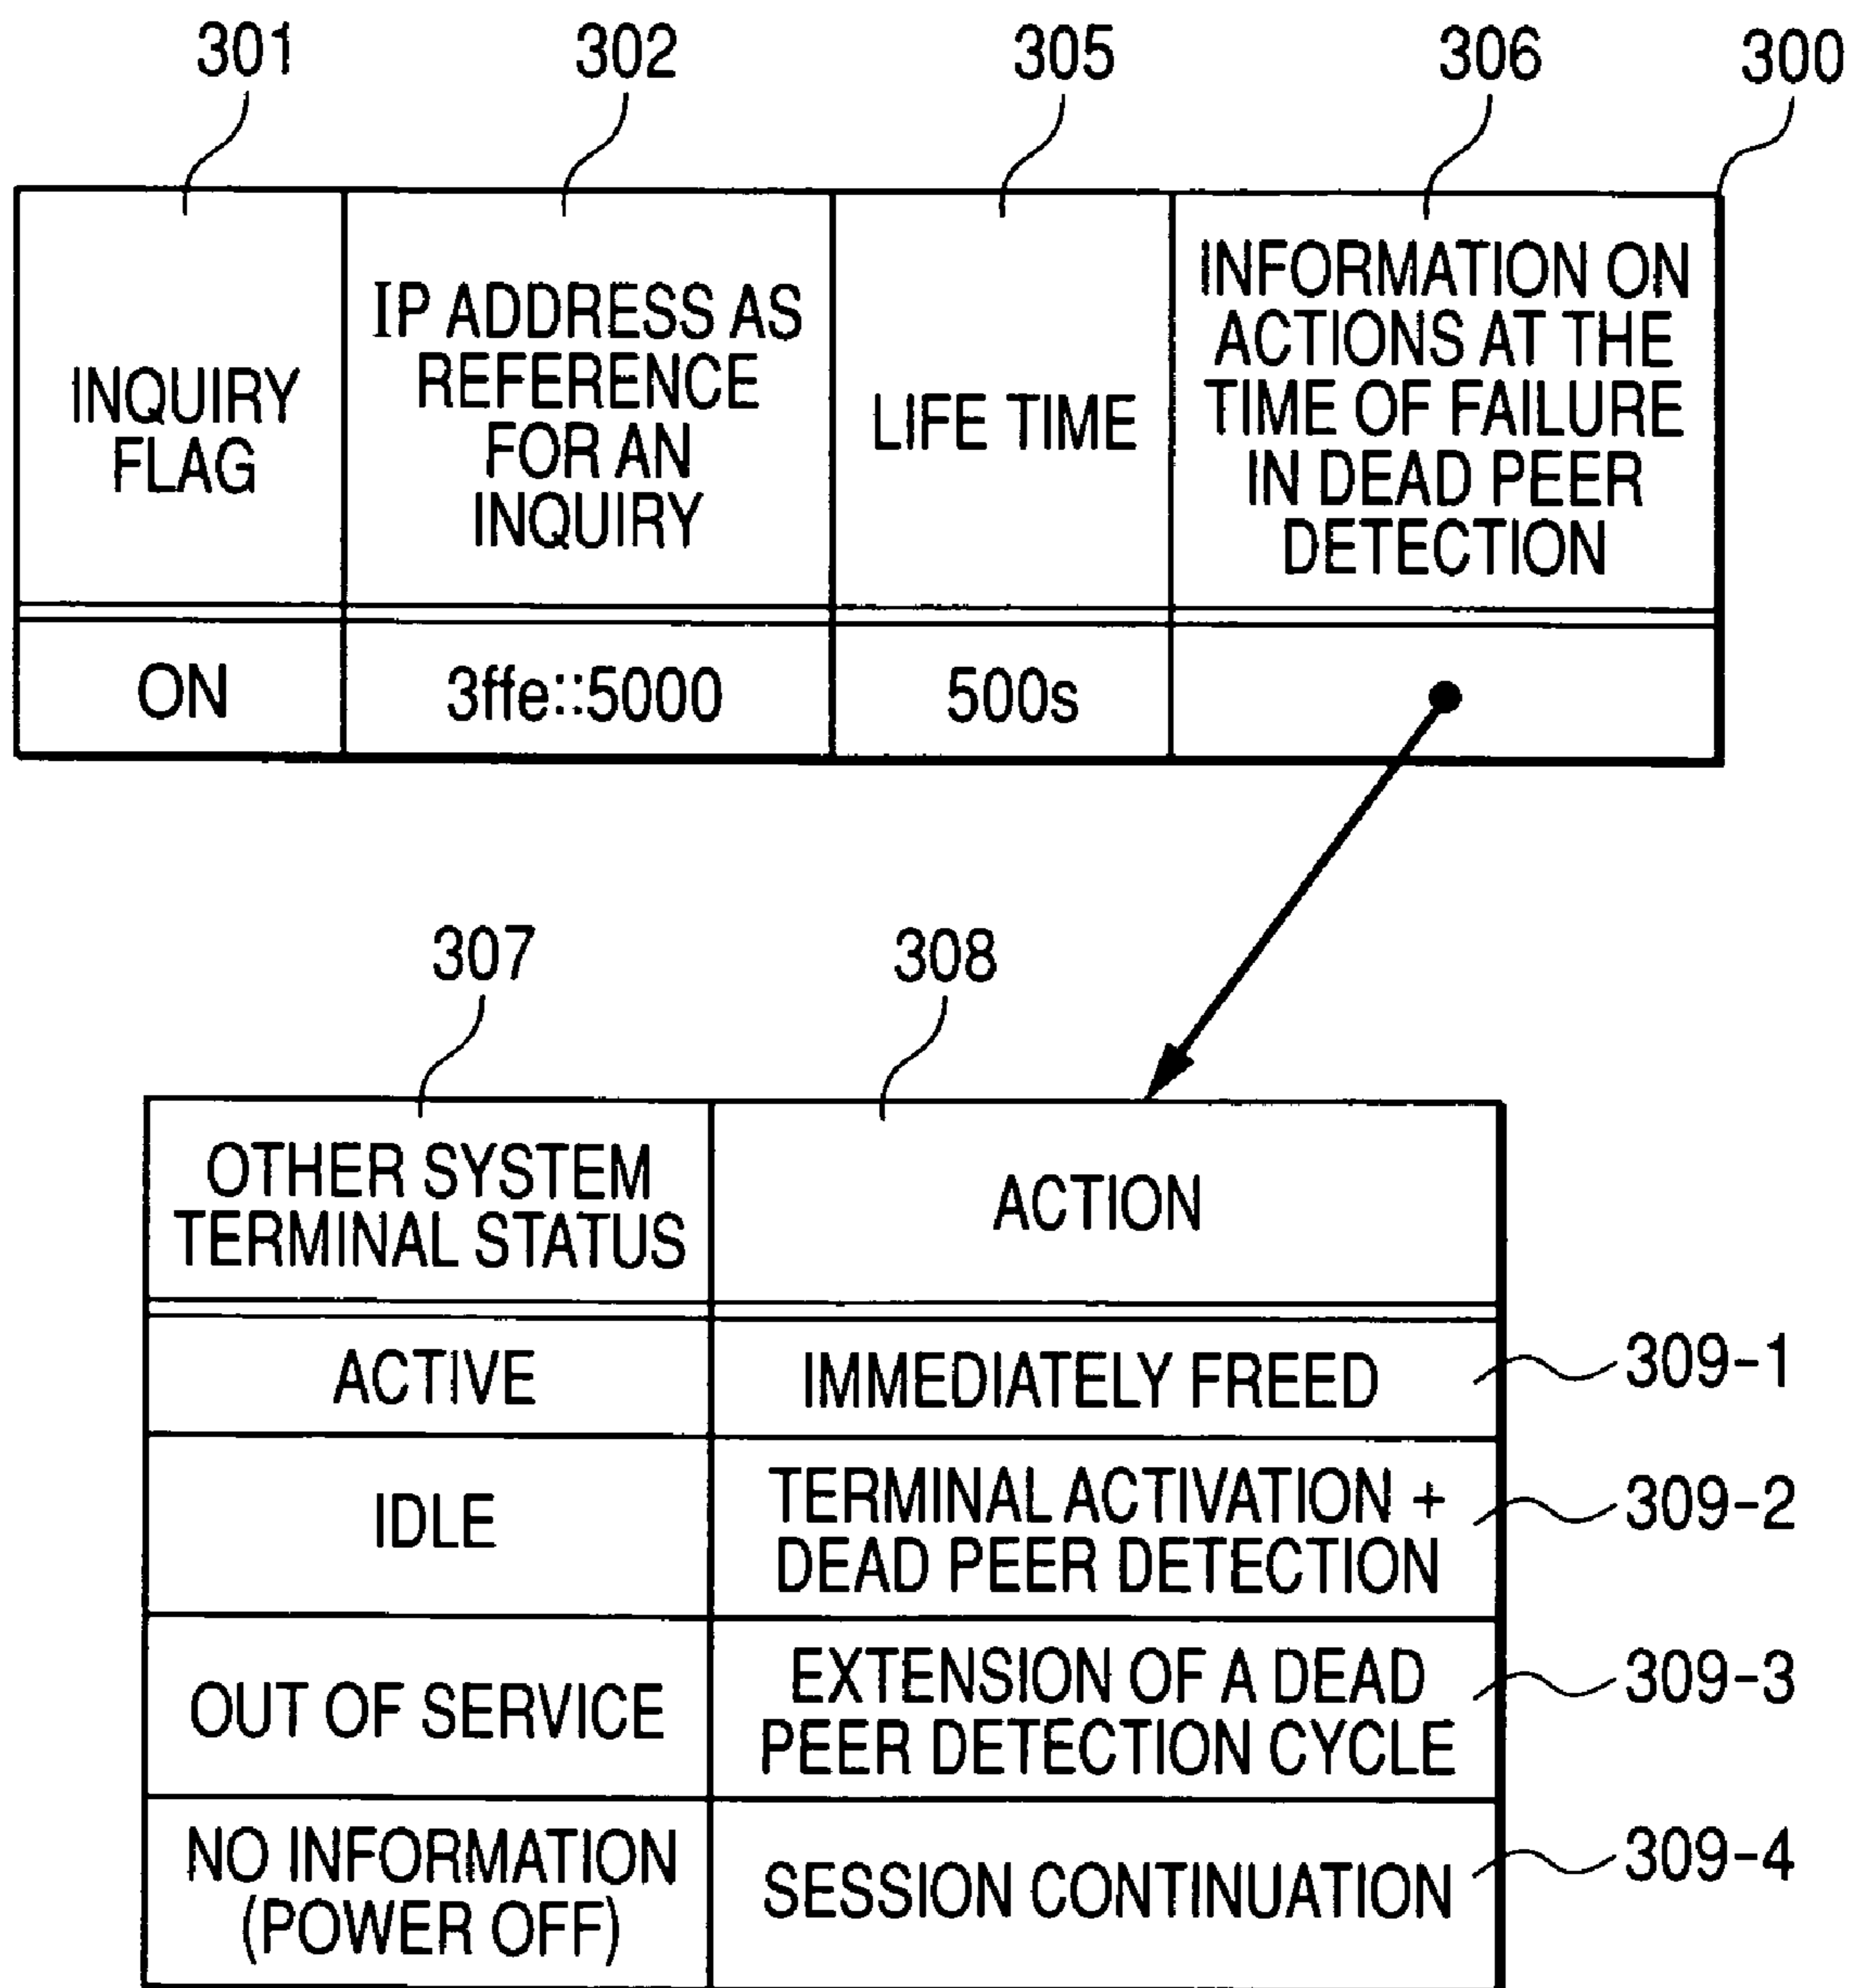 301
302
305
306
300
INQUIRY
FLAG
IP ADDRESS AS
REFERENCE
FOR AN
INQUIRY
LIFE TIME
INFORMATION ON
ACTIONS AT THE
TIME OF FAILURE
IN DEAD PEER
DETECTION
ON
3ffe::5000
500s
307
308
OTHER SYSTEM
TERMINAL STATUS
ACTION
ACTIVE
IMMEDIATELY FREED
309-1
IDLE
TERMINAL ACTIVATION +
DEAD PEER DETECTION
309-2
OUT OF SERVICE
EXTENSION OF A DEAD
PEER DETECTION CYCLE
309-3
NO INFORMATION
(POWER OFF)
SESSION CONTINUATION
309-4